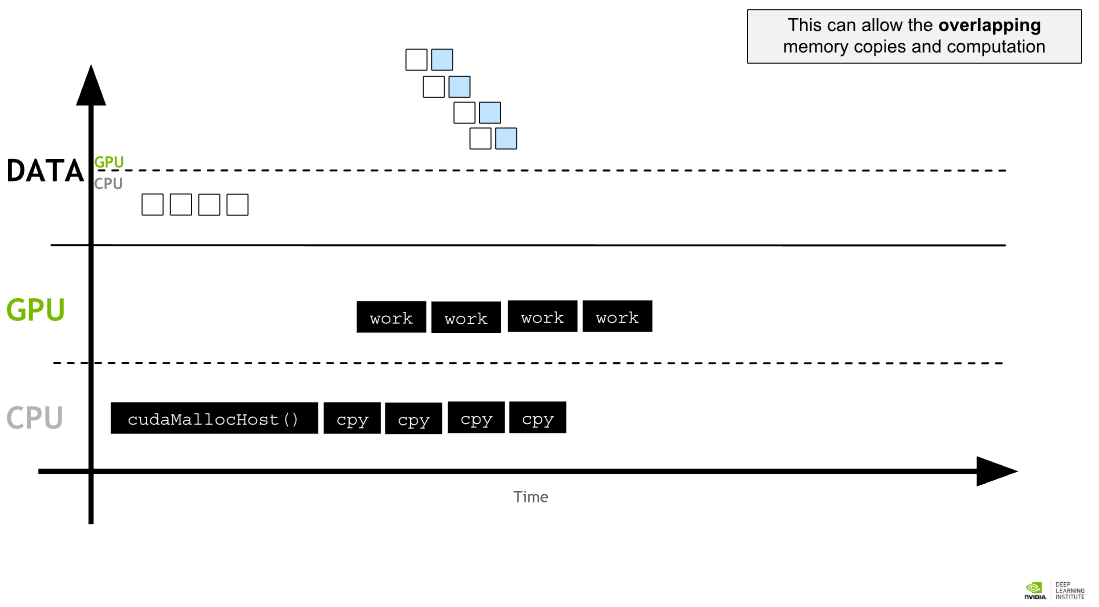 This can allow the overlapping
memory copies and computation
DATA
GPU
CPU
GPU
work work work work
CPU
cudaMallocHost() cpy cpy cpy cpy
Time
NVIDIA
DEEP
LEARNING
INSTITUTE